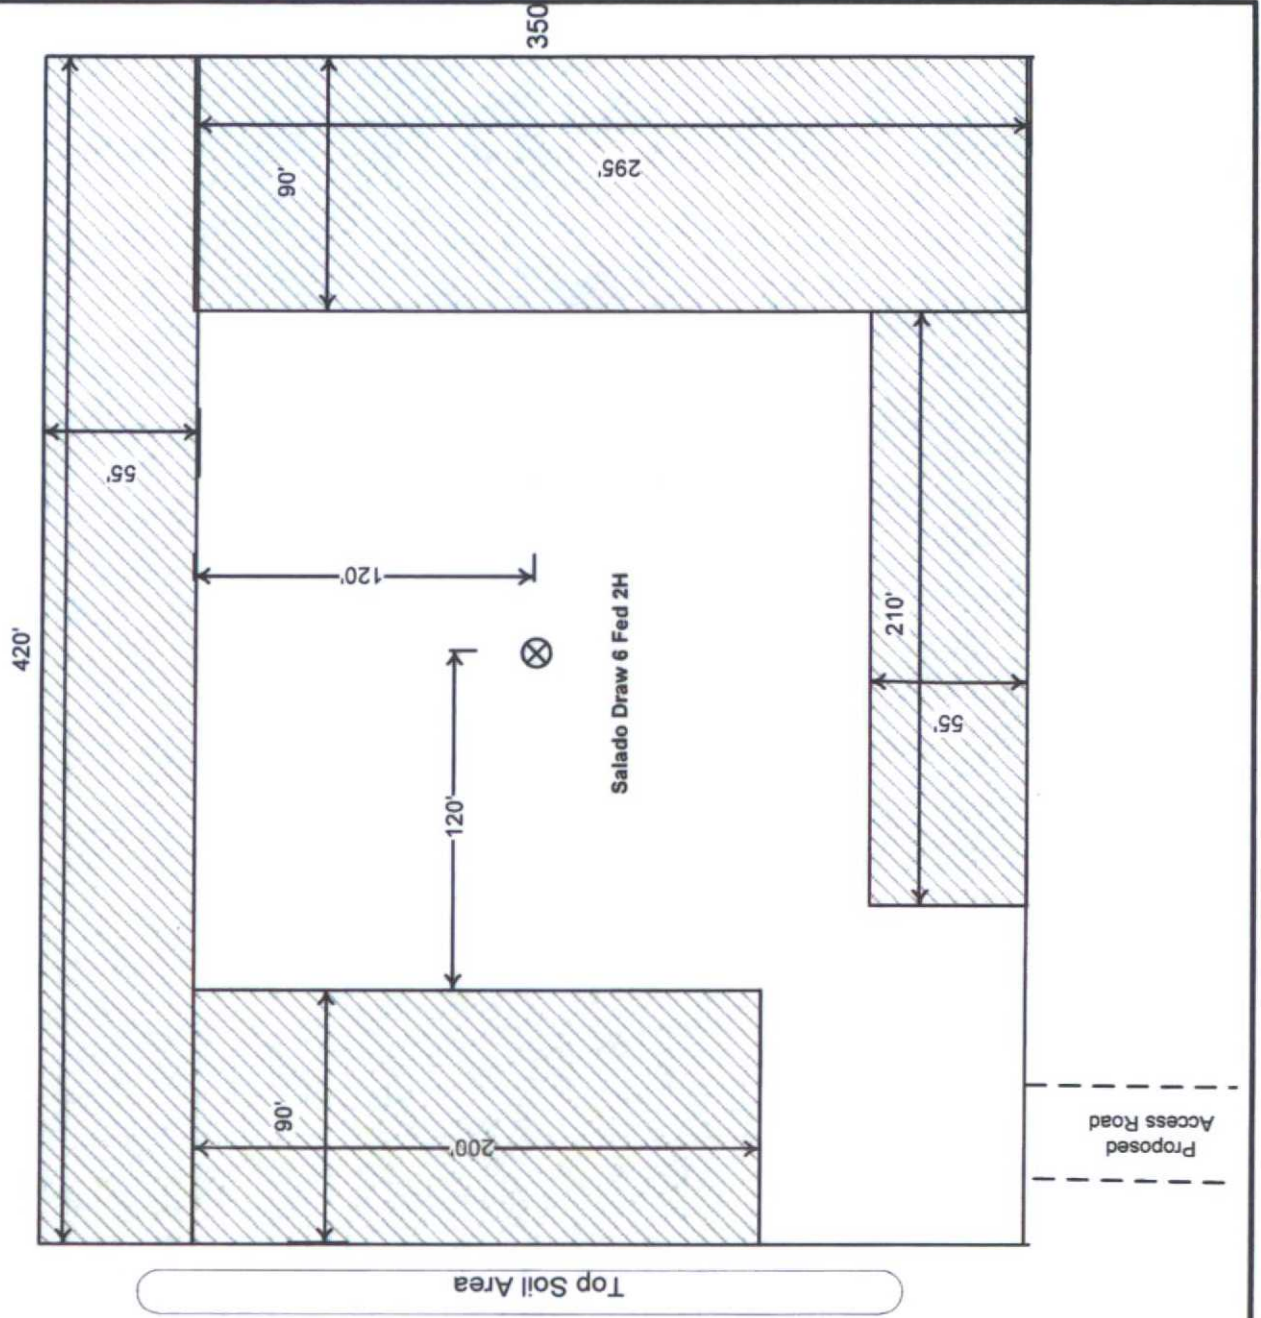 350
420'
90'
295'
55'
120'
Salado Draw 6 Fed 2H
210'
120'
55'
90'
200'
Proposed
Access Road
Top Soil Area